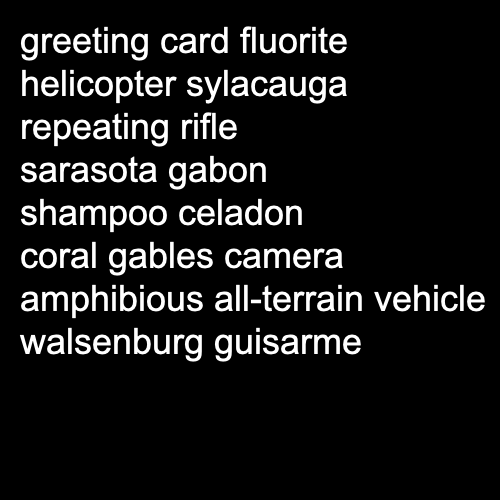 greeting card fluorite
helicopter sylacauga
repeating rifle
sarasota gabon
shampoo celadon
coral gables camera
amphibious all-terrain vehicle
walsenburg guisarme